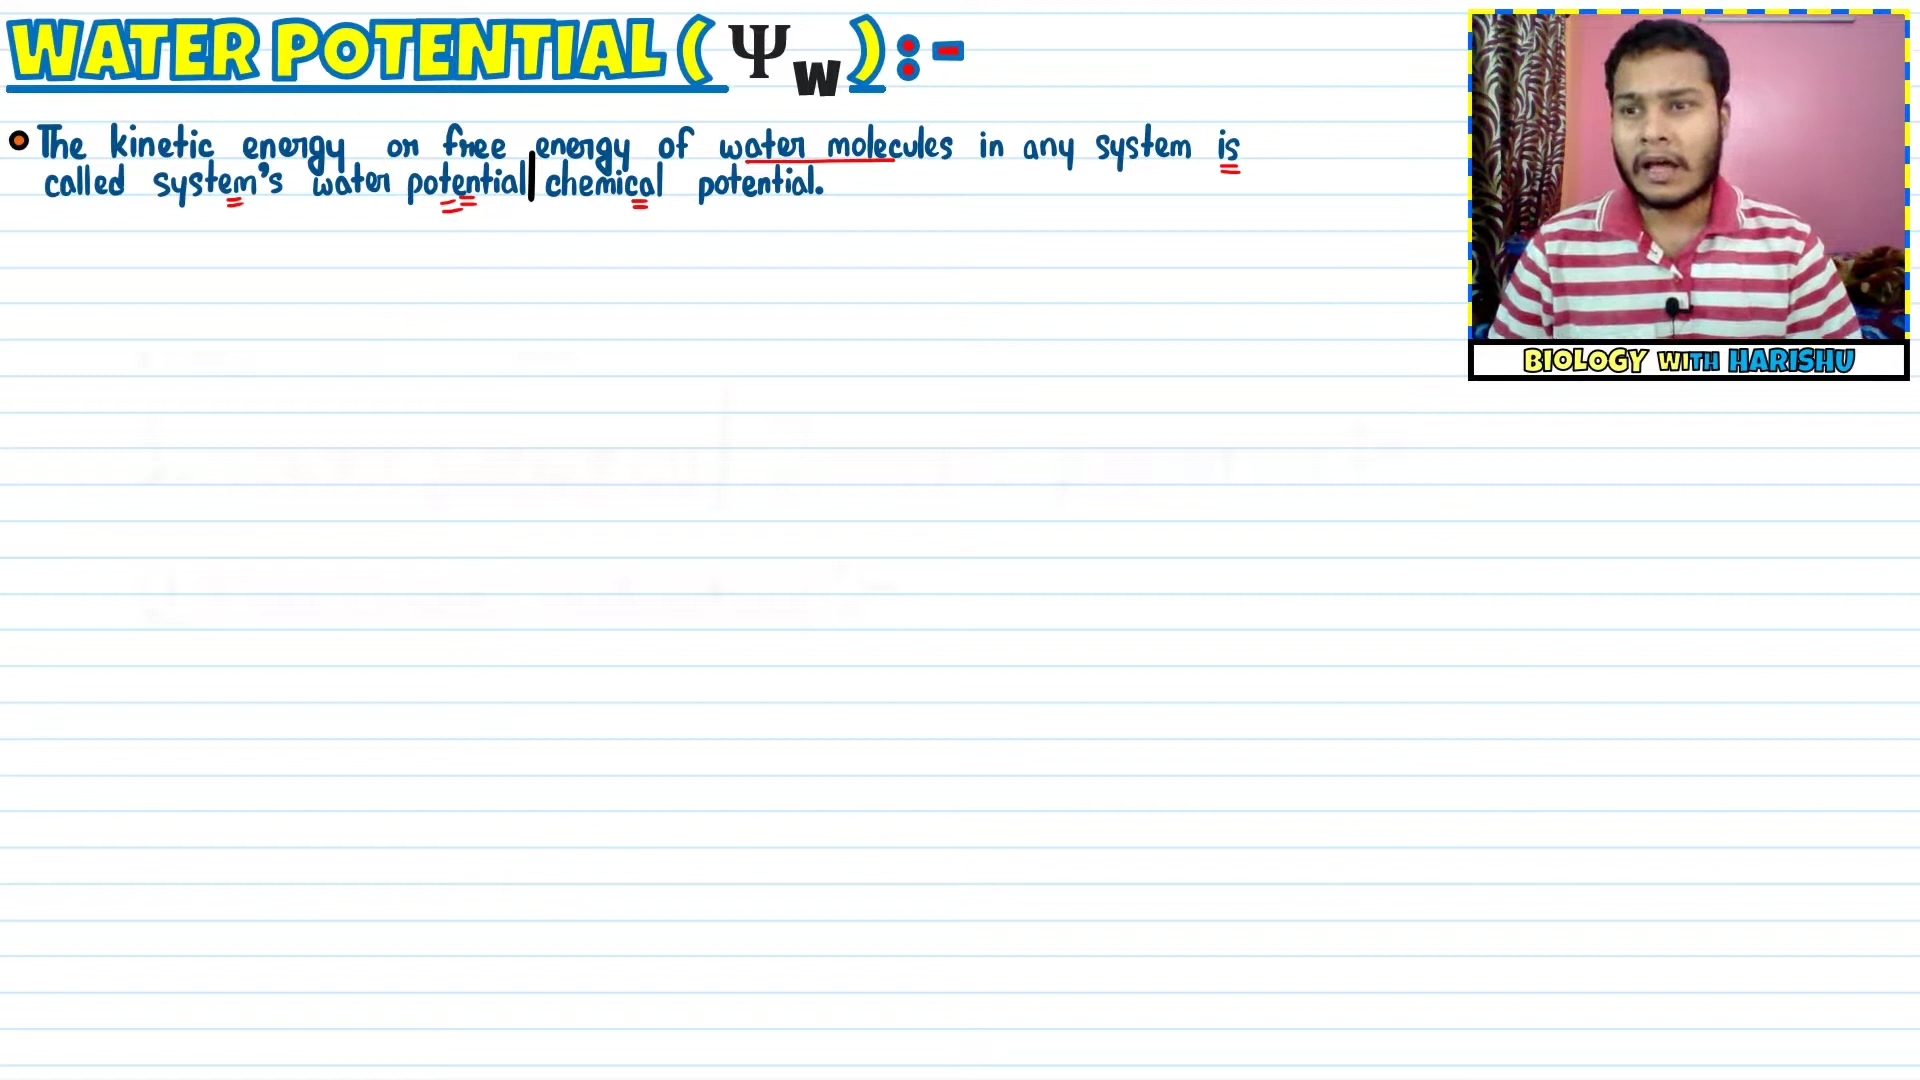 WATER POTENTIAL ( Ψw ) :-
The kinetic energy or free energy of water molecules in any system is
called system's water potential| chemical potential.
BIOLOGY WITH HARISHU